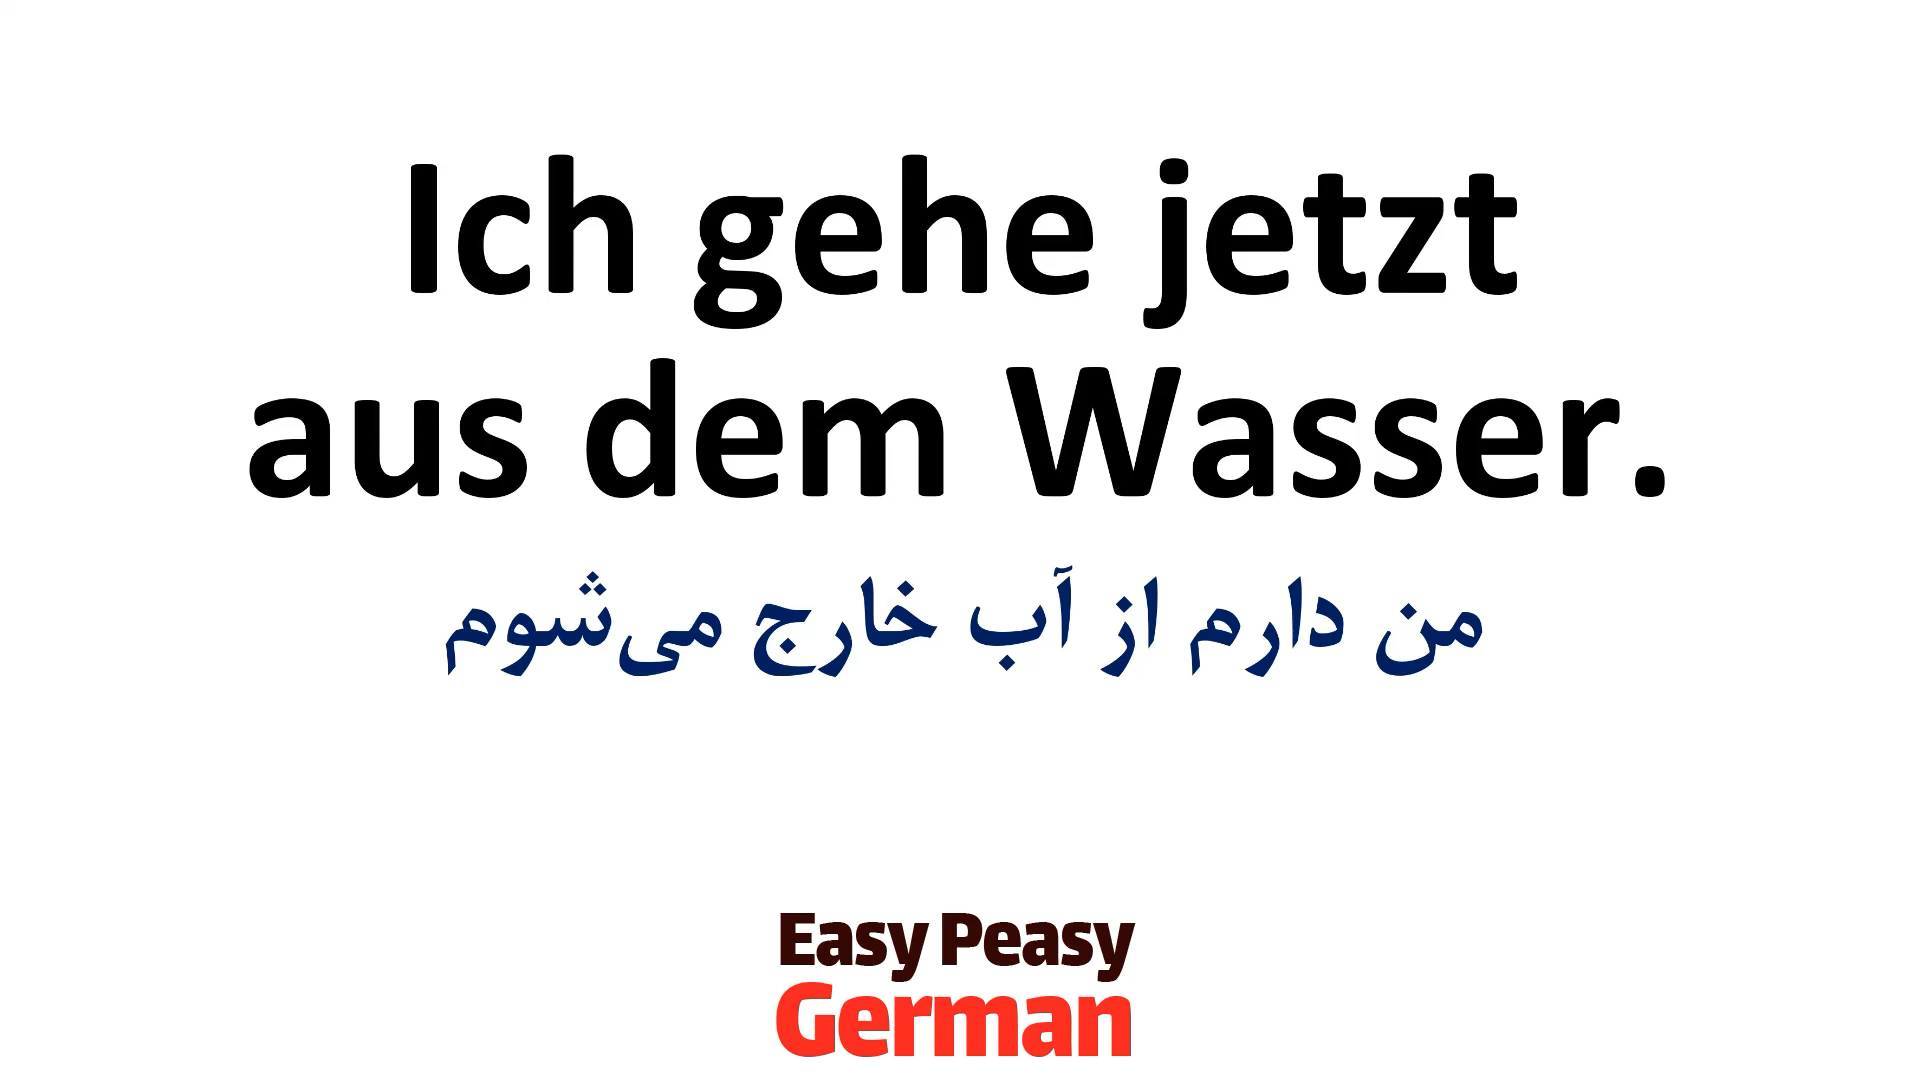 Ich gehe jetzt
aus dem Wasser.
من دارم از آب خارج می‌شوم
Easy Peasy
German